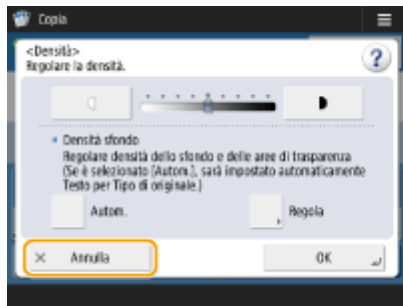 Copia
<Densità>
Regolare la densità.
?
Densità sfondo
Regolare densità dello sfondo e delle aree di trasparenza
(Se è selezionato [Autom.], sarà impostato automaticamente
Testo per Tipo di originale.)
Autom.
Regola
× Annulla
OK